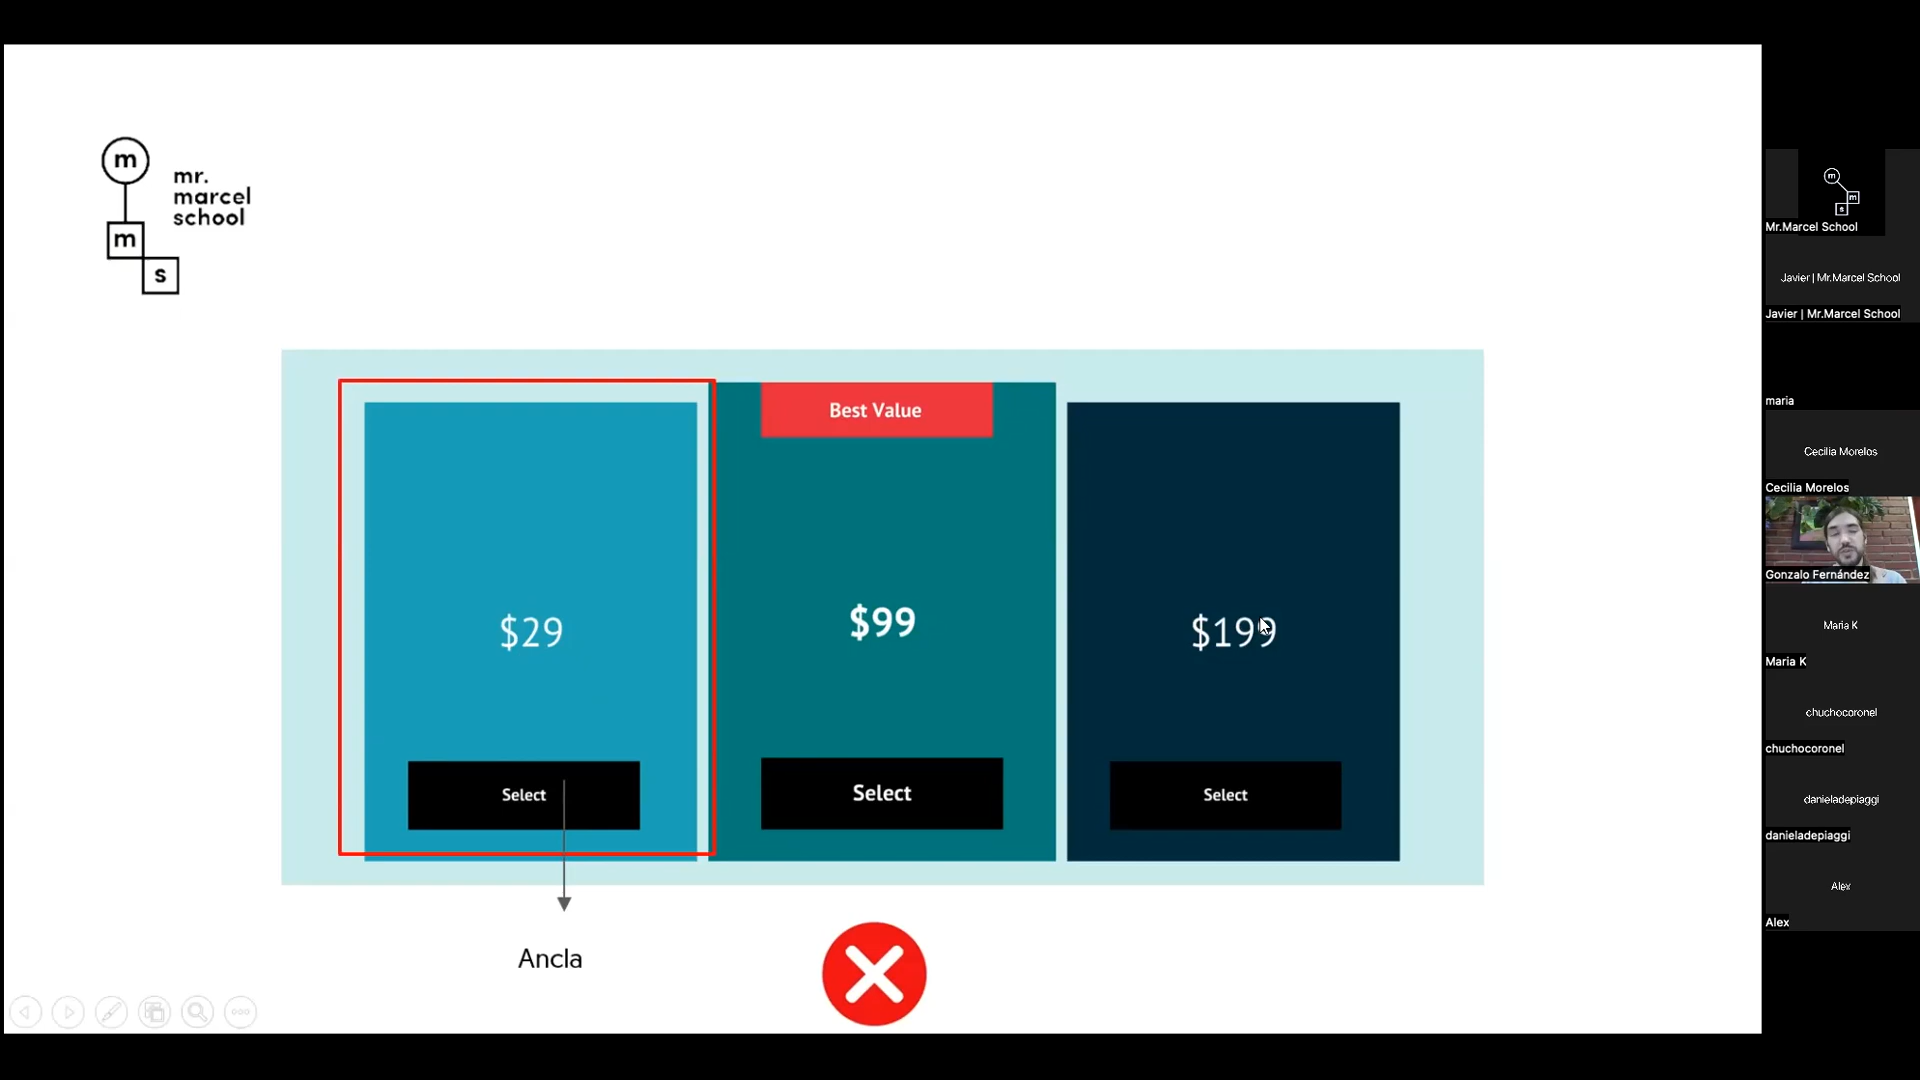 m
mr.
marcel
school
m
s
Best Value
$29
$99
$199
Select
Select
Select
Ancla
m
m
s
Mr.Marcel School
Javier | Mr.Marcel School
Javier | Mr.Marcel School
maria
Cecilia Morelos
Cecilia Morelos
Gonzalo Fernández
Maria K
Maria K
chuchocoronel
chuchocoronel
danieladepiaggi
danieladepiaggi
Alex
Alex